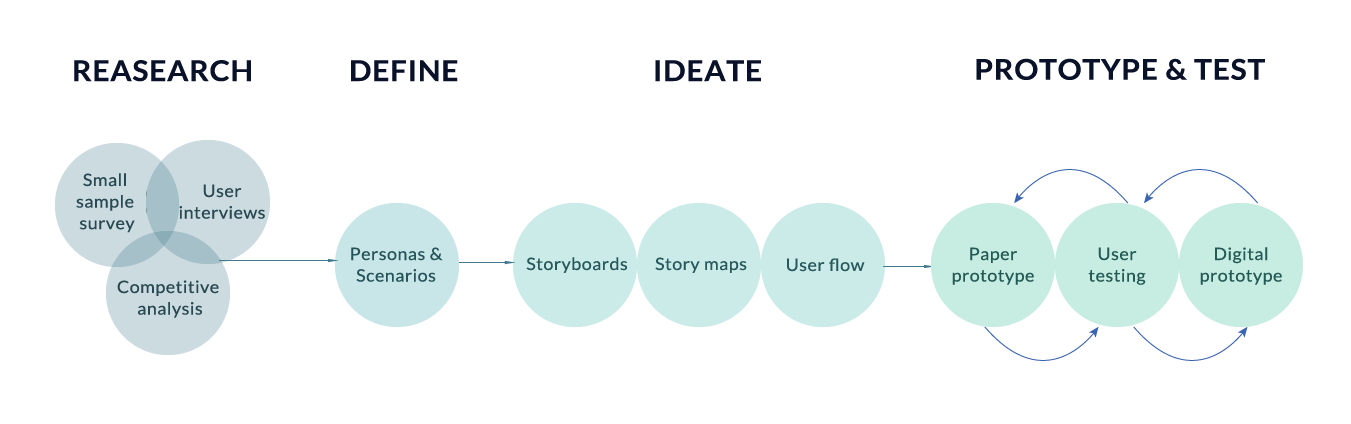 REASEARCH
DEFINE
IDEATE
PROTOTYPE & TEST
Small
sample
survey
User
interviews
Competitive
analysis
Personas &
Scenarios
Storyboards
Story maps
User flow
Paper
prototype
User
testing
Digital
prototype